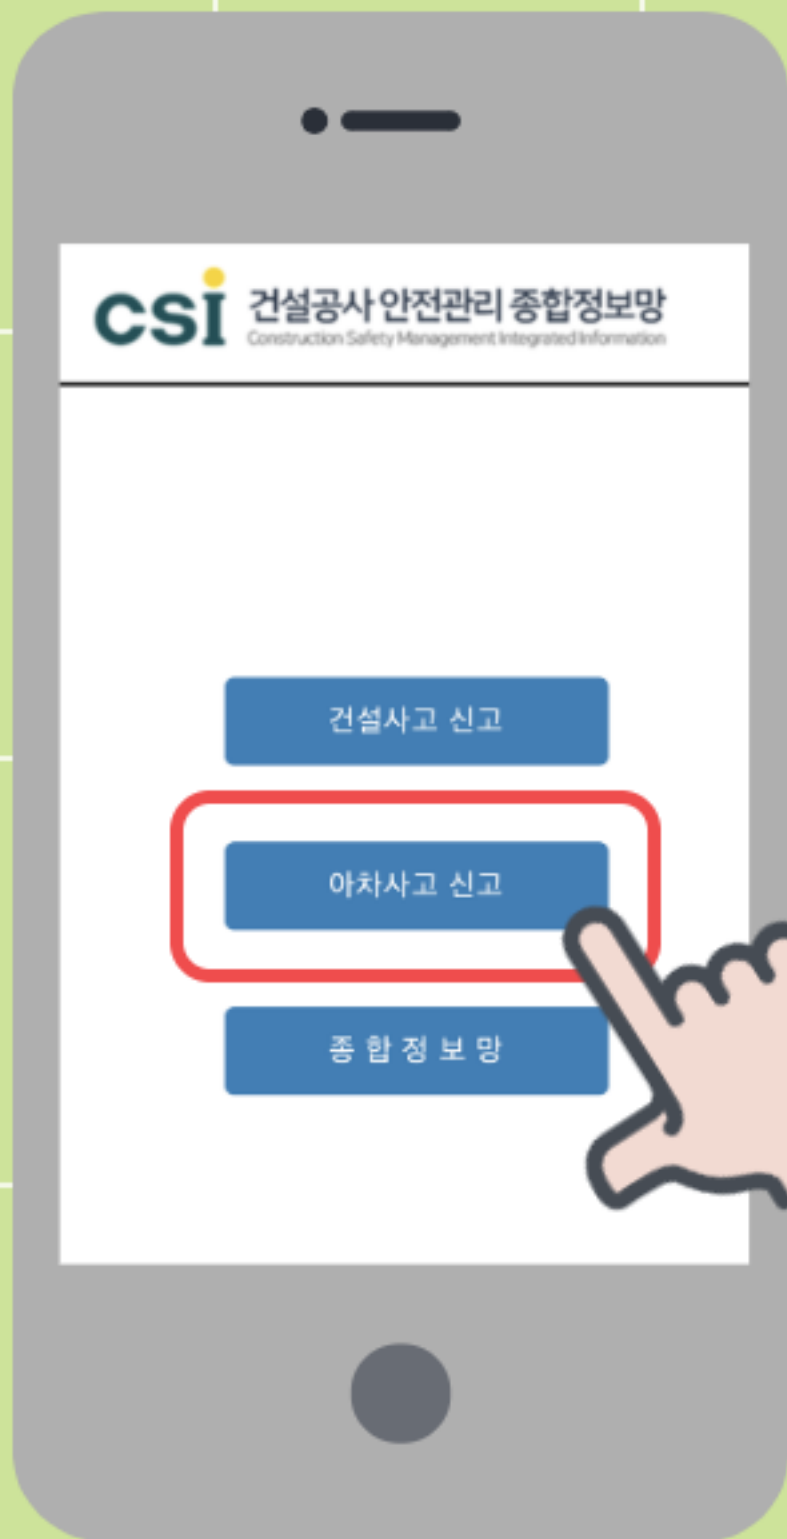 CSI 건설공사 안전관리 종합정보망
Construction Safety Management Integrated Information
건설사고 신고
아차사고 신고
종합정보망